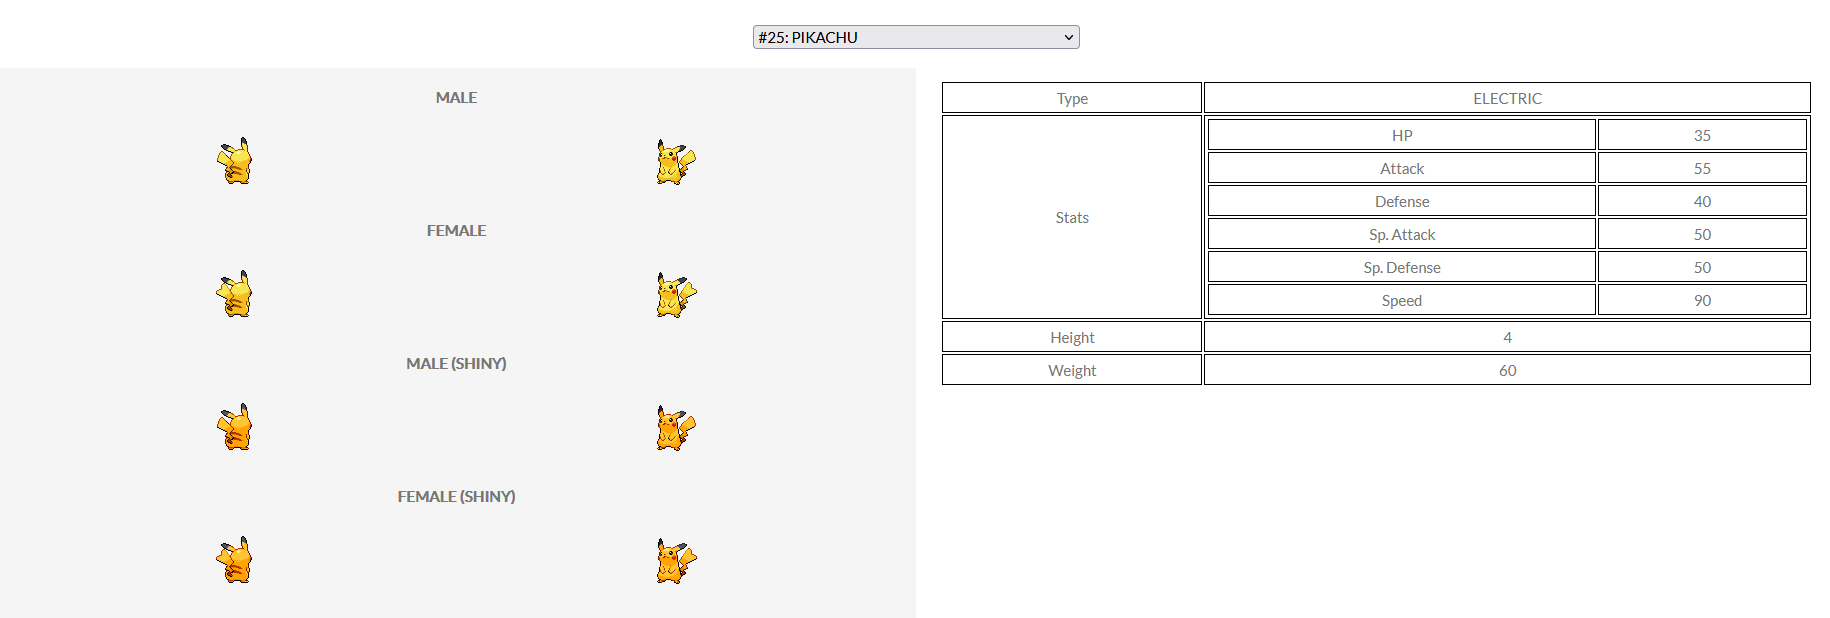 #25: PIKACHU
MALE
FEMALE
MALE (SHINY)
FEMALE (SHINY)
Type ELECTRIC
Stats
HP 35
Attack 55
Defense 40
Sp. Attack 50
Sp. Defense 50
Speed 90
Height 4
Weight 60